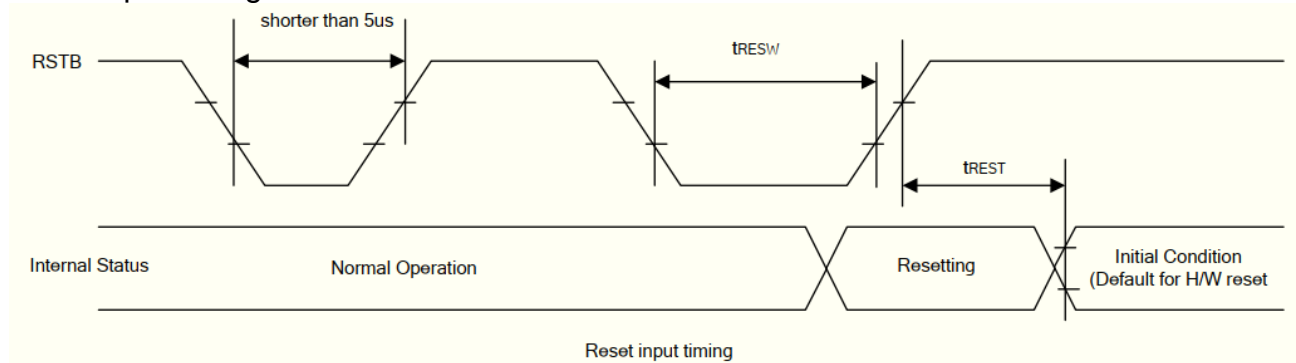 shorter than 5us
RSTB
tRESW
tREST
Internal Status
Normal Operation
Resetting
Initial Condition
(Default for H/W reset
Reset input timing